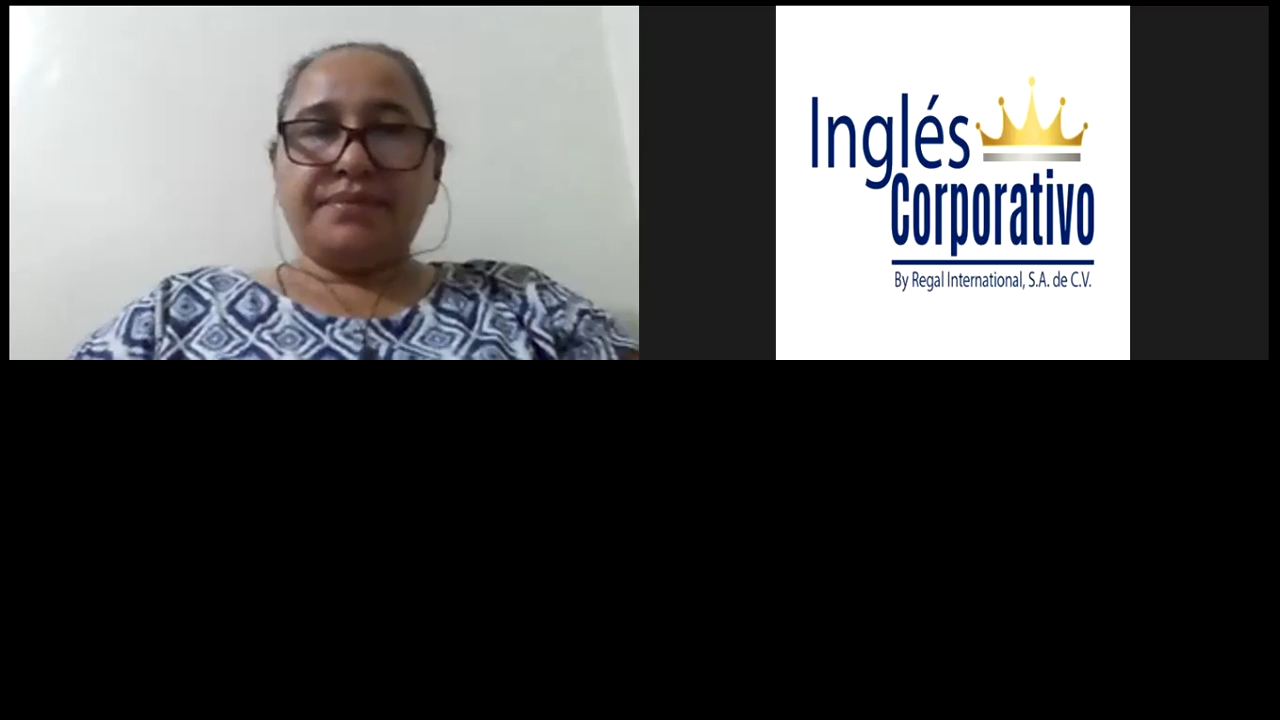 Inglés
Corporativo
By Regal International, S.A. de C.V.